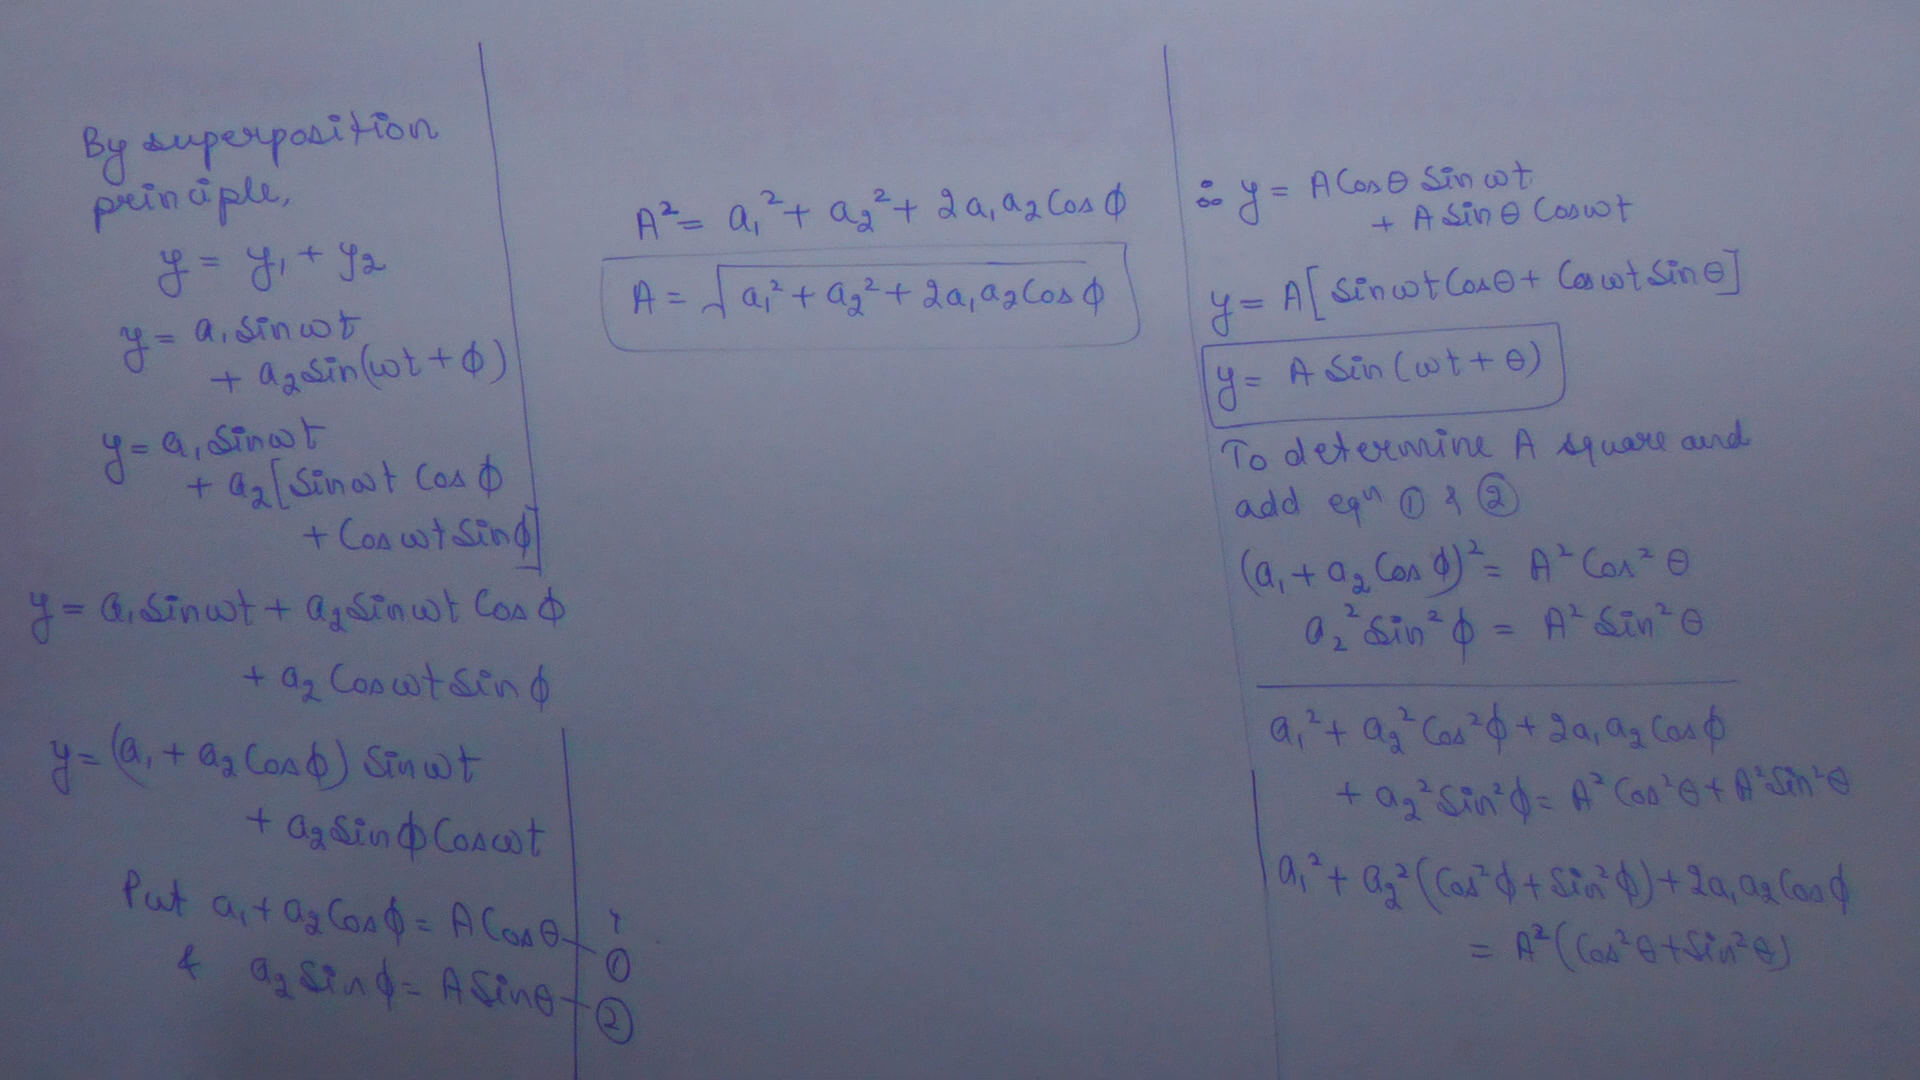 By superposition
principle,
y = y₁ + y₂
y = a₁ sin ωt
+ a₂ sin(ωt + ϕ)
y = a₁ sin ωt
+ a₂[sin ωt Cos ϕ
+ Cos ωt Sin ϕ]
y = a₁ sin ωt + a₂ sin ωt Cos ϕ
+ a₂ Cos ωt Sin ϕ
y = (a₁ + a₂ Cos ϕ) Sin ωt
+ a₂ Sin ϕ Cos ωt
Put a₁ + a₂ Cos ϕ = A Cos θ — ①
& a₂ Sin ϕ = A Sin θ — ②
A² = a₁² + a₂² + 2a₁a₂ Cos ϕ
A = √(a₁² + a₂² + 2a₁a₂ Cos ϕ)
∴ y = A Cos θ Sin ωt
+ A Sin θ Cos ωt
y = A[Sin ωt Cos θ + Cos ωt Sin θ]
y = A Sin (ωt + θ)
To determine A square and
add eqⁿ ① & ②
(a₁ + a₂ Cos ϕ)² = A² Cos² θ
a₂² Sin² ϕ = A² Sin² θ
a₁² + a₂² Cos² ϕ + 2a₁a₂ Cos ϕ
+ a₂² Sin² ϕ = A² Cos² θ + A² Sin² θ
a₁² + a₂² (Cos² ϕ + Sin² ϕ) + 2a₁a₂ Cos ϕ
= A² (Cos² θ + Sin² θ)